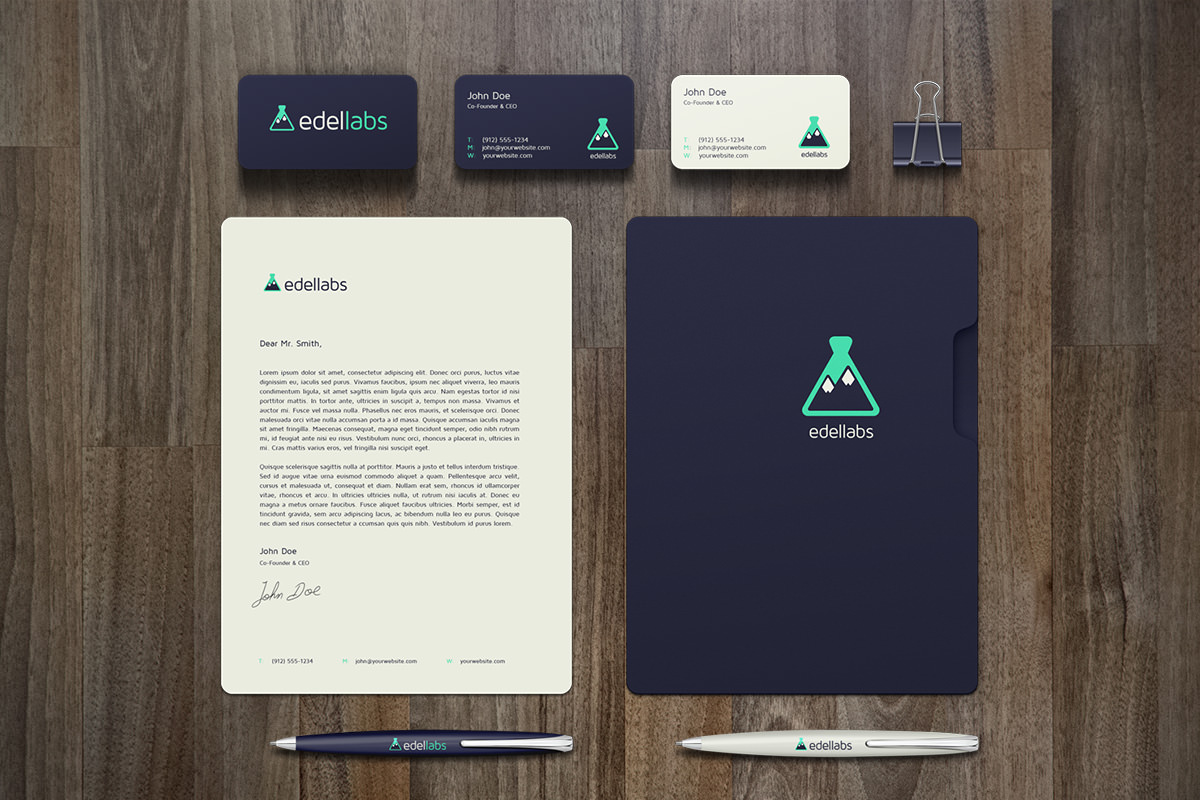 edellabs
John Doe
Co-Founder & CEO
T: (912) 555-1234
M: john@yourwebsite.com
W: yourwebsite.com
edellabs
John Doe
Co-Founder & CEO
T: (912) 555-1234
M: john@yourwebsite.com
W: yourwebsite.com
edellabs
edellabs
Dear Mr. Smith,
Lorem ipsum dolor sit amet, consectetur adipiscing elit. Donec orci purus, luctus vitae
dignissim eu, iaculis sed purus. Vivamus faucibus, ipsum nec aliquet viverra, leo mauris
condimentum ligula, sit amet sagittis enim ligula quis arcu. Nam egestas tortor id nisi
porttitor mattis. In tortor ante, ultricies in suscipit a, tempus non massa. Vivamus et
auctor mi. Fusce vel massa nulla. Phasellus nec eros mauris, et scelerisque orci. Donec
malesuada orci vitae nulla accumsan porta a id massa. Quisque accumsan iaculis magna
sit amet fringilla. Maecenas consequat, magna eget tincidunt semper, odio nibh rutrum
mi, id feugiat ante nisi eu risus. Vestibulum nunc orci, rhoncus a placerat in, ultricies in
mi. Cras mattis varius eros, vel fringilla nisi suscipit eget.
Quisque scelerisque sagittis nulla at porttitor. Mauris a justo et tellus interdum tristique.
Sed id augue vitae urna euismod commodo aliquet a quam. Pellentesque arcu velit,
cursus et malesuada ut, consequat et diam. Nullam erat sem, rhoncus id ullamcorper
vitae, rhoncus et arcu. In ultricies ultricies nulla, ut rutrum nisi iaculis at. Donec eu
magna a metus ornare faucibus. Fusce aliquet faucibus ultricies. Morbi semper, est id
tincidunt gravida, sem arcu adipiscing lacus, ac bibendum nulla leo eu purus. Quisque
nec diam sed risus consectetur a ccumsan quis quis nibh. Vestibulum id purus lorem.
John Doe
Co-Founder & CEO
John Doe
T: (912) 555-1234 M: john@yourwebsite.com W: yourwebsite.com
edellabs
edellabs
edellabs